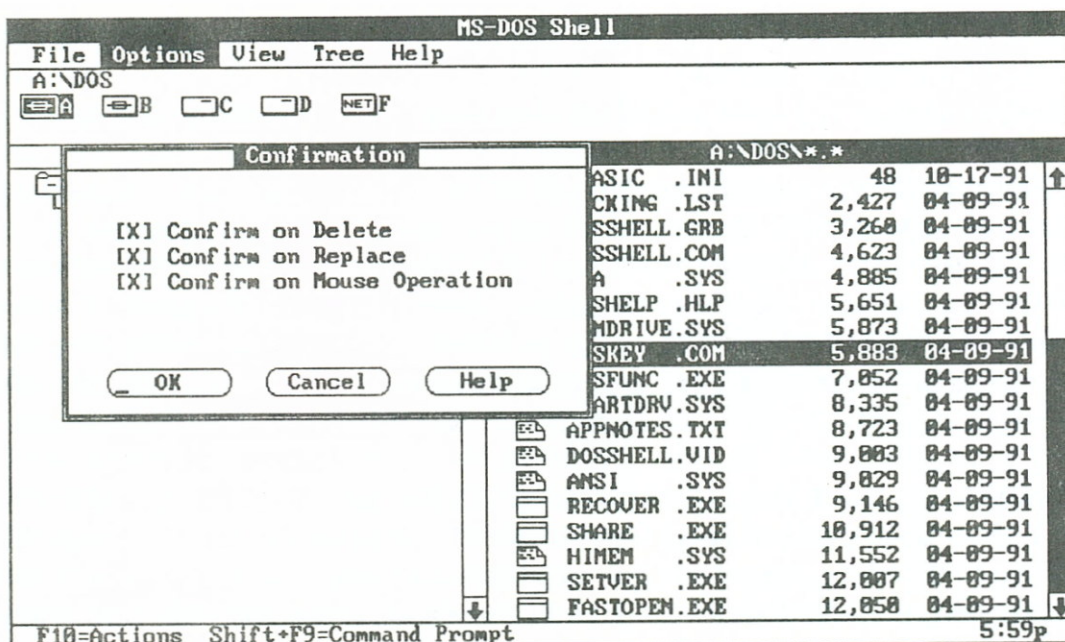 MS-DOS Shell
File Options View Tree Help
A:\DOS
A B C D NET F
Confirmation
[X] Confirm on Delete
[X] Confirm on Replace
[X] Confirm on Mouse Operation
OK Cancel Help
A:\DOS\*.*
ASIC .INI 48 10-17-91
CKING .LST 2,427 04-09-91
SSHELL.GRB 3,260 04-09-91
SSHELL.COM 4,623 04-09-91
A .SYS 4,885 04-09-91
SHELP .HLP 5,651 04-09-91
MDRIVE.SYS 5,873 04-09-91
SKEY .COM 5,883 04-09-91
SFUNC .EXE 7,052 04-09-91
ARTDRV.SYS 8,335 04-09-91
APPNOTES.TXT 8,723 04-09-91
DOSSHELL.VID 9,003 04-09-91
ANSI .SYS 9,029 04-09-91
RECOVER .EXE 9,146 04-09-91
SHARE .EXE 10,912 04-09-91
HIMEM .SYS 11,552 04-09-91
SETVER .EXE 12,007 04-09-91
FASTOPEN.EXE 12,050 04-09-91
F10=Actions Shift+F9=Command Prompt 5:59p